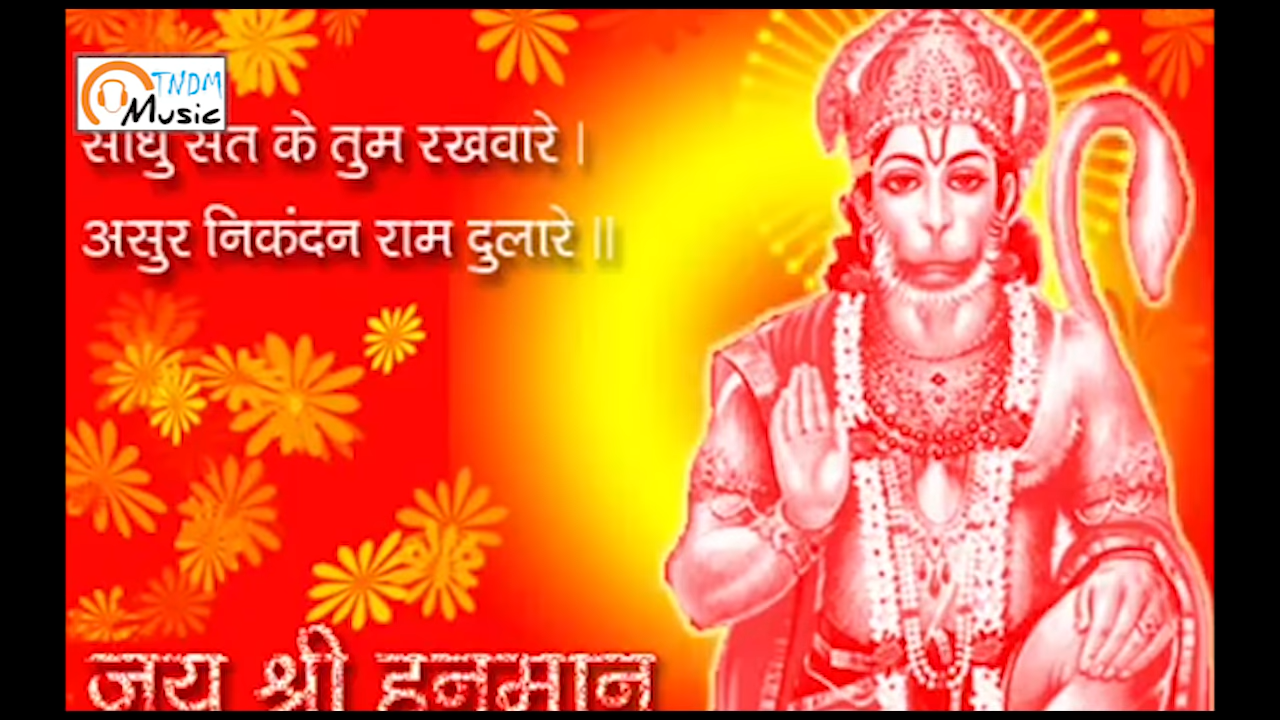 TNDM
Music
साधु संत के तुम रखवारे।
असुर निकंदन राम दुलारे॥
जय श्री हनुमान